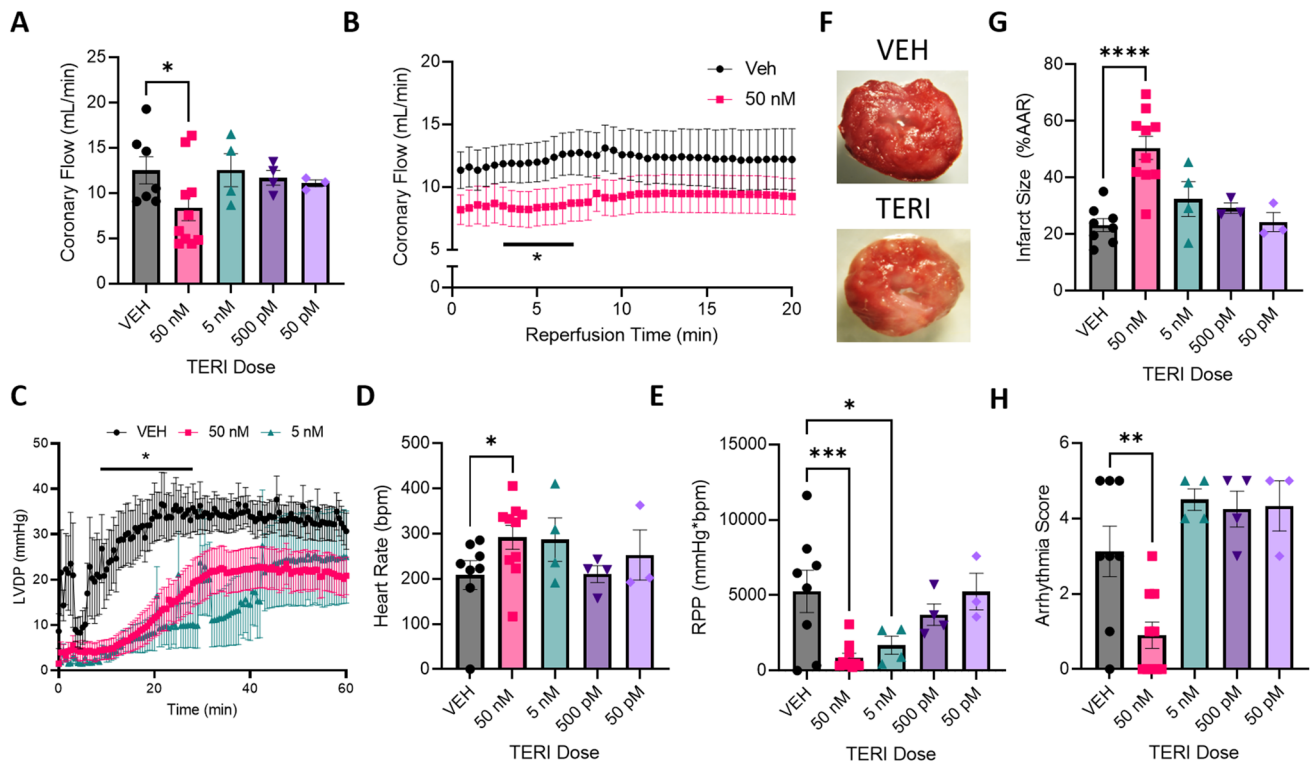 A
Coronary Flow (mL/min)
25
20
15
10
5
0
*
VEH
50 nM
5 nM
500 pM
50 pM
TERI Dose
B
Coronary Flow (mL/min)
20
15
10
5
0
Veh
50 nM
*
0
5
10
15
20
Reperfusion Time (min)
F
VEH
TERI
G
Infarct Size (%AAR)
80
60
40
20
0
****
VEH
50 nM
5 nM
500 pM
50 pM
TERI Dose
C
VEH
50 nM
5 nM
LVDP (mmHg)
50
40
30
20
10
0
*
0
20
40
60
Time (min)
D
Heart Rate (bpm)
500
400
300
200
100
0
*
VEH
50 nM
5 nM
500 pM
50 pM
TERI Dose
E
RPP (mmHg*bpm)
15000
10000
5000
0
*
***
VEH
50 nM
5 nM
500 pM
50 pM
TERI Dose
H
Arrhythmia Score
6
4
2
0
**
VEH
50 nM
5 nM
500 pM
50 pM
TERI Dose